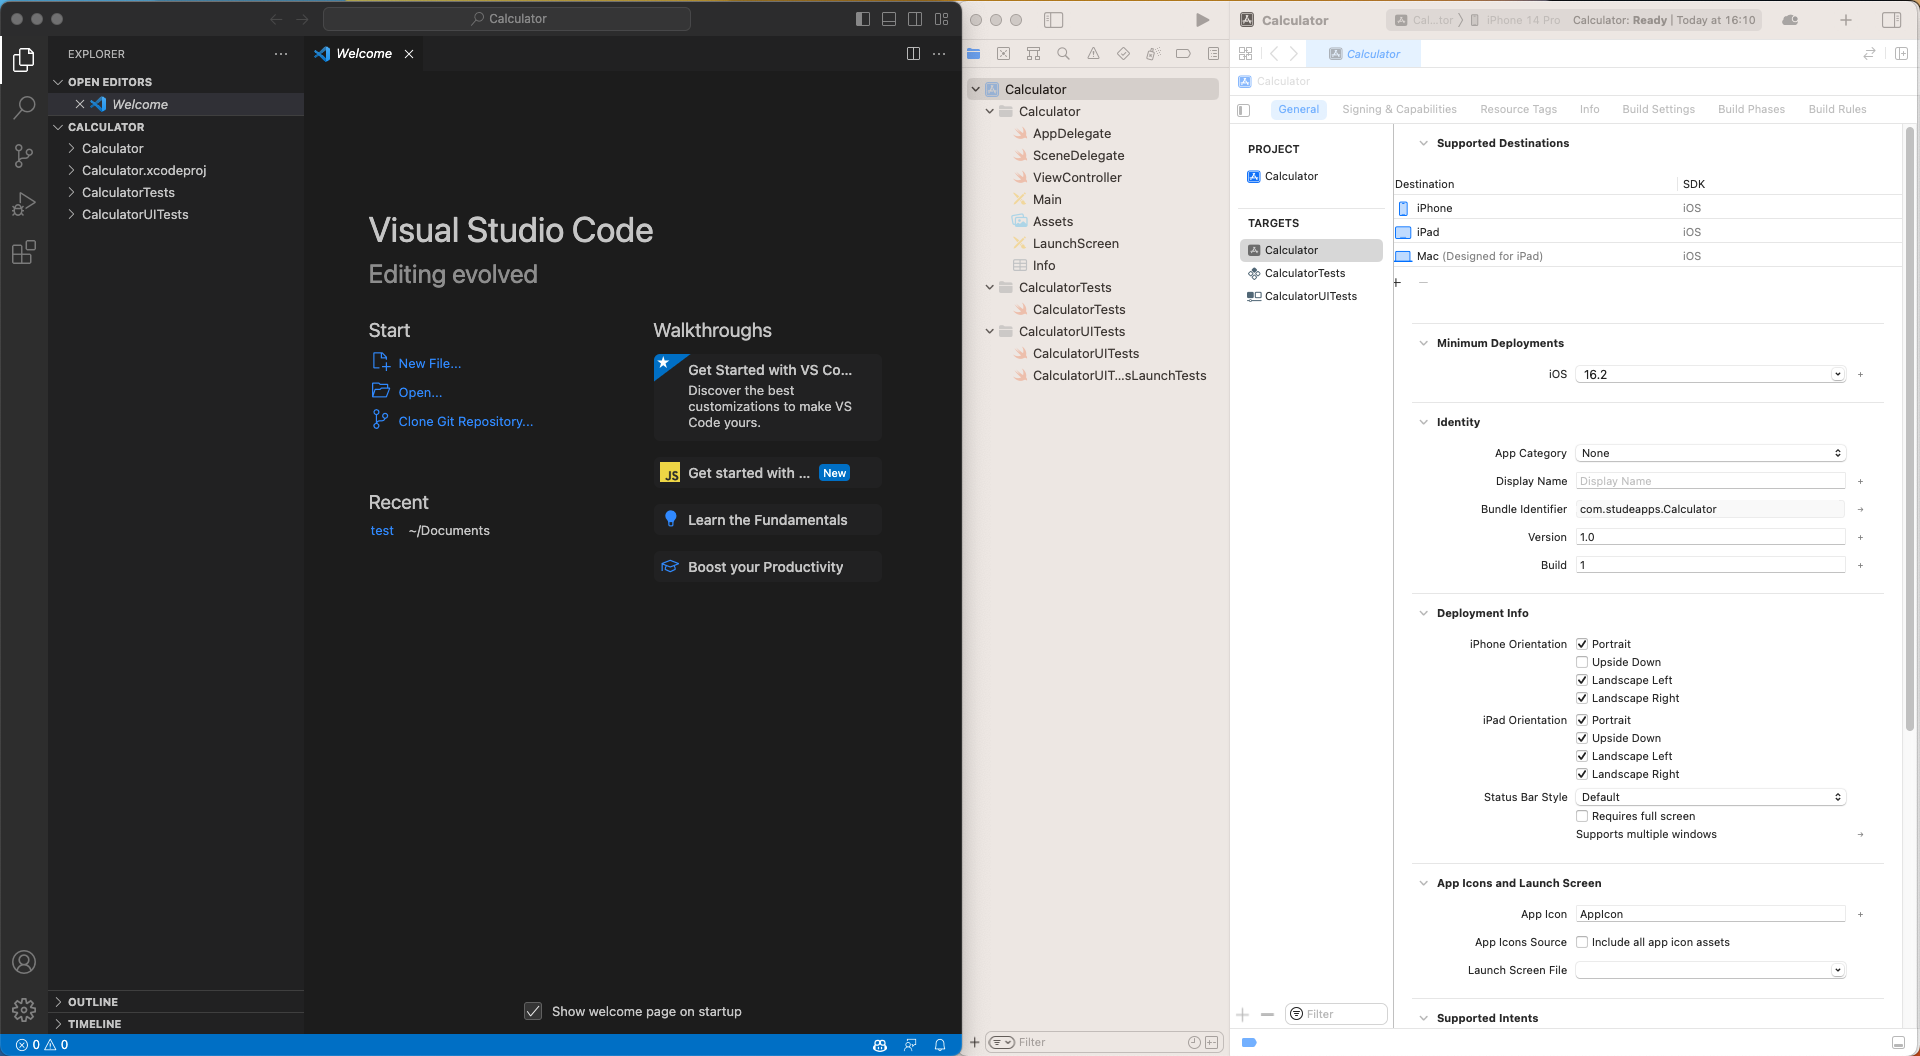 Calculator
EXPLORER
OPEN EDITORS
Welcome
CALCULATOR
Calculator
Calculator.xcodeproj
CalculatorTests
CalculatorUITests
OUTLINE
TIMELINE
0 0
Welcome
Visual Studio Code
Editing evolved
Start
New File...
Open...
Clone Git Repository...
Recent
test ~/Documents
Walkthroughs
Get Started with VS Co...
Discover the best
customizations to make VS
Code yours.
JS Get started with ... New
Learn the Fundamentals
Boost your Productivity
Show welcome page on startup
Calculator
Calculator
AppDelegate
SceneDelegate
ViewController
Main
Assets
LaunchScreen
Info
CalculatorTests
CalculatorTests
CalculatorUITests
CalculatorUITests
CalculatorUIT...sLaunchTests
Filter
Calculator
Cal...tor iPhone 14 Pro Calculator: Ready | Today at 16:10
Calculator
Calculator
General Signing & Capabilities Resource Tags Info Build Settings Build Phases Build Rules
PROJECT
Calculator
TARGETS
Calculator
CalculatorTests
CalculatorUITests
Filter
Supported Destinations
Destination SDK
iPhone iOS
iPad iOS
Mac (Designed for iPad) iOS
Minimum Deployments
iOS 16.2
Identity
App Category None
Display Name Display Name
Bundle Identifier com.studeapps.Calculator
Version 1.0
Build 1
Deployment Info
iPhone Orientation Portrait
Upside Down
Landscape Left
Landscape Right
iPad Orientation Portrait
Upside Down
Landscape Left
Landscape Right
Status Bar Style Default
Requires full screen
Supports multiple windows
App Icons and Launch Screen
App Icon AppIcon
App Icons Source Include all app icon assets
Launch Screen File
Supported Intents